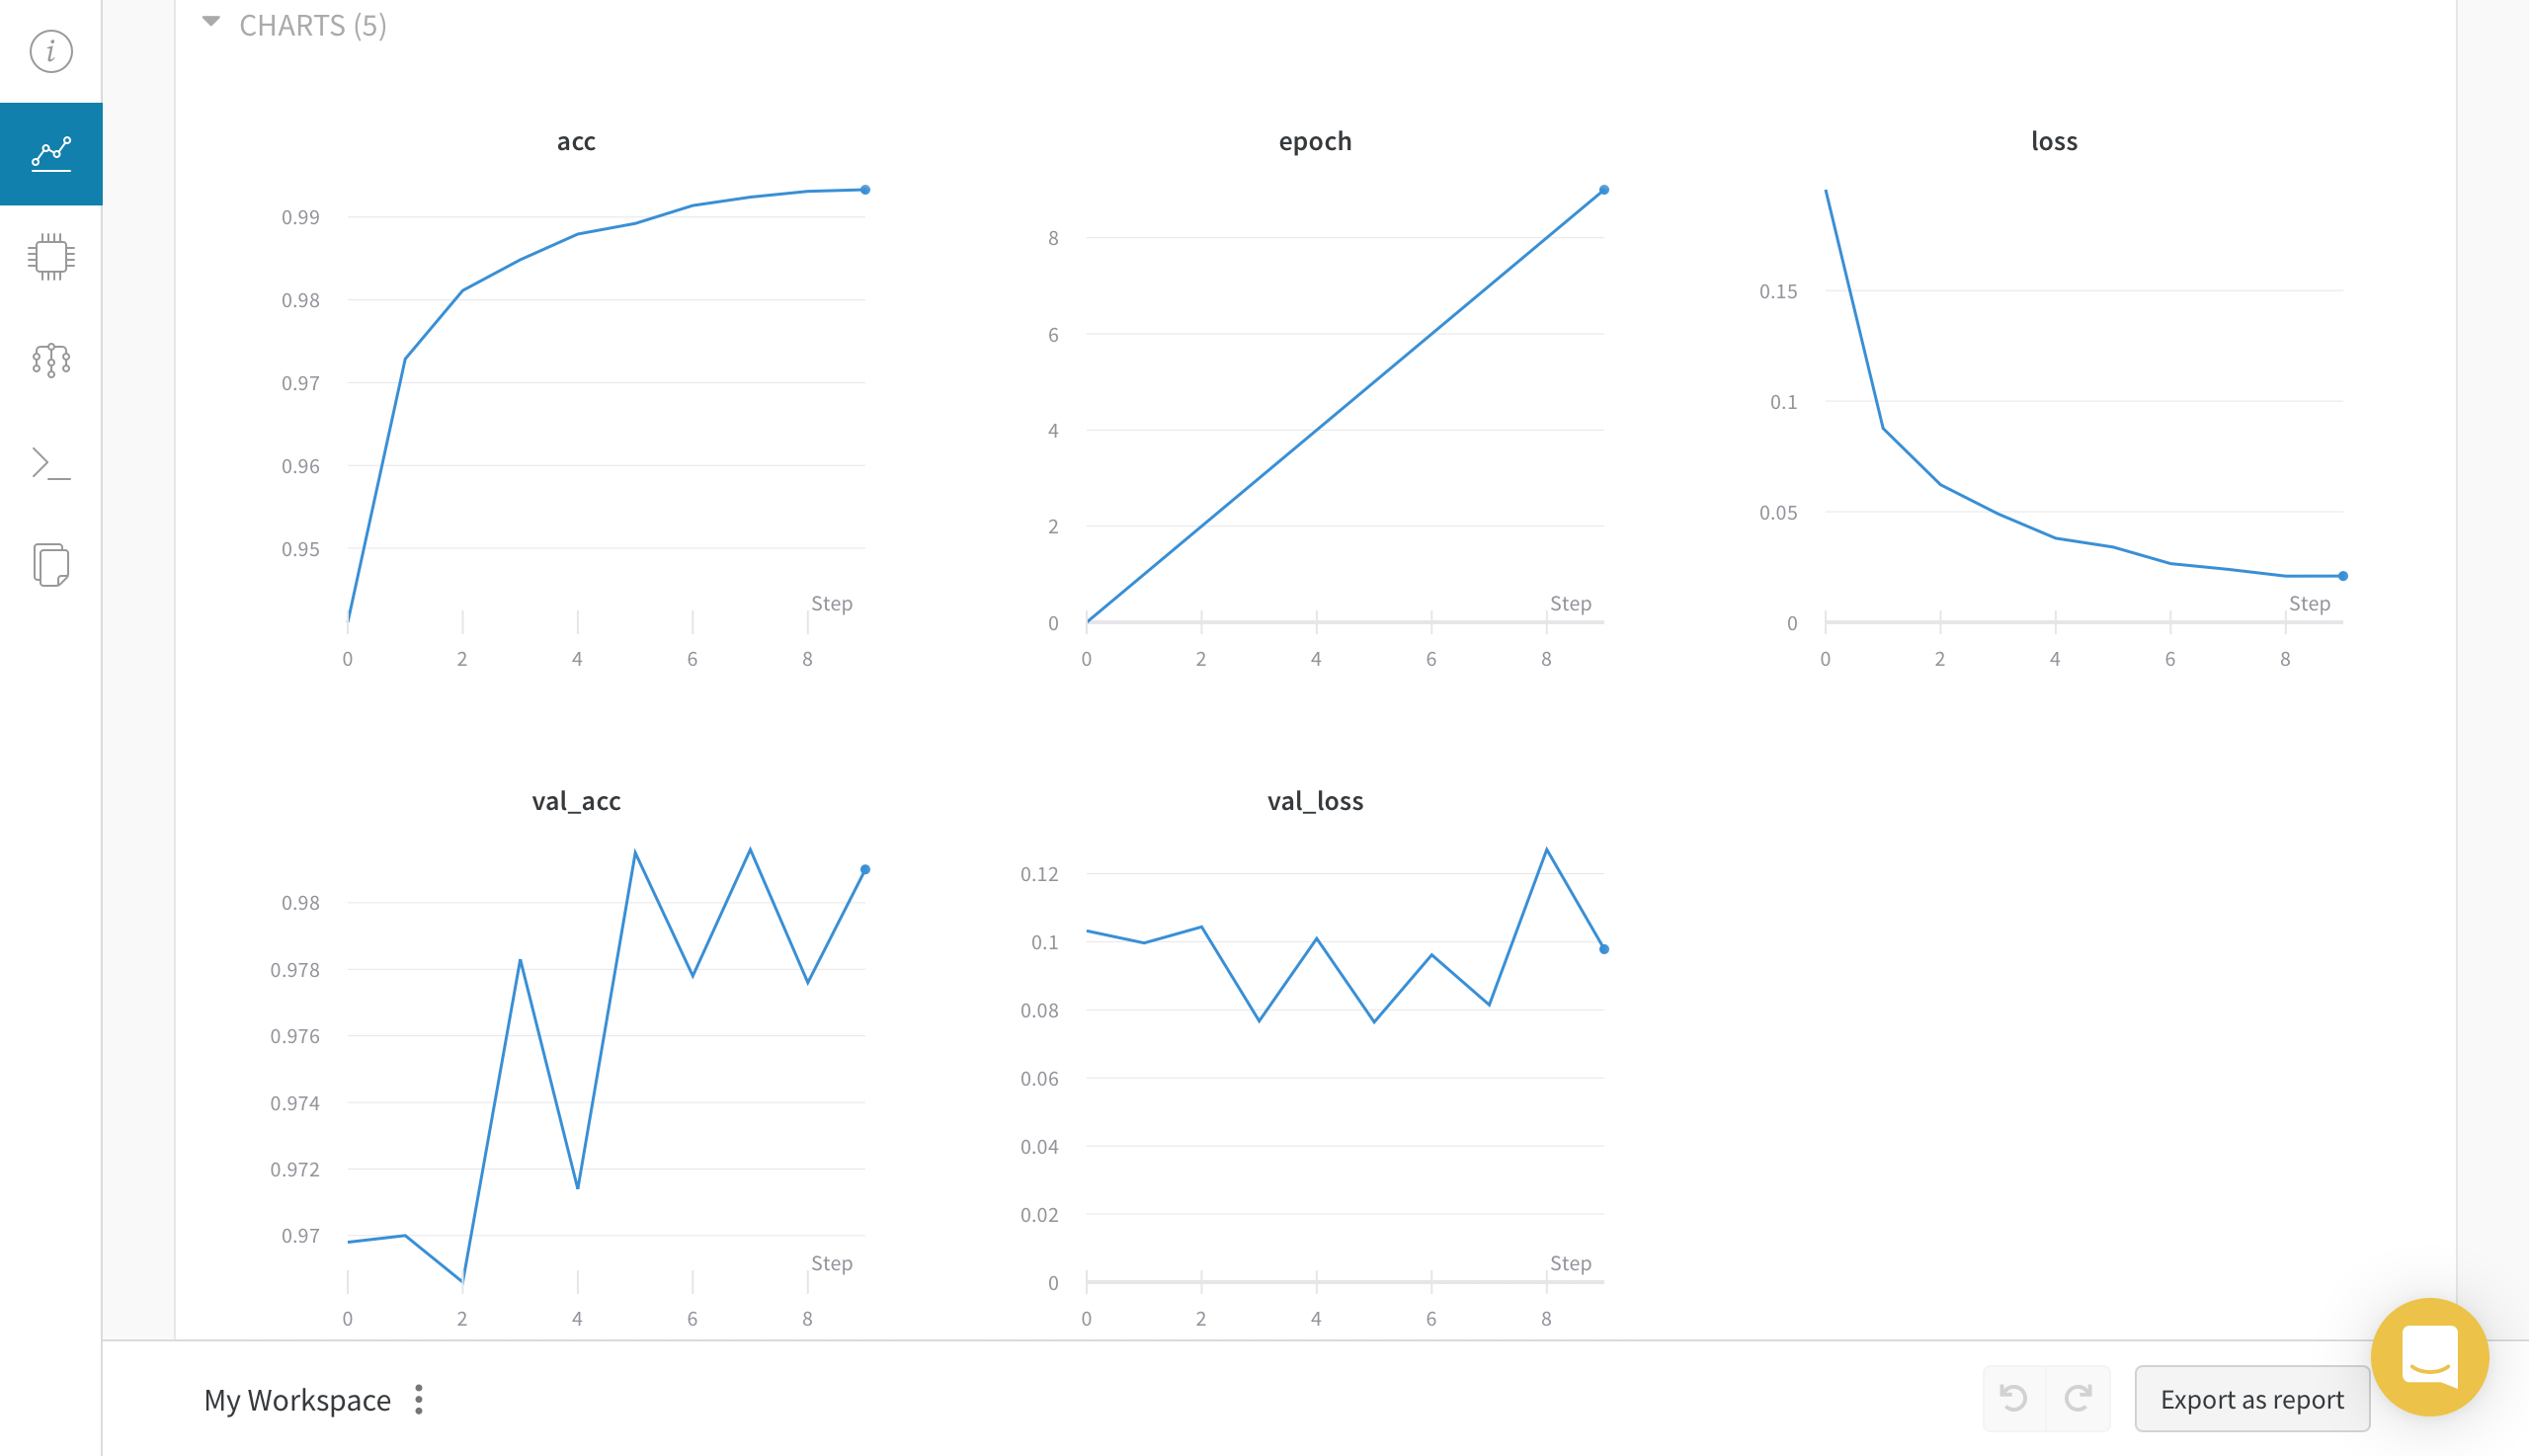 CHARTS (5)
acc
0.99
0.98
0.97
0.96
0.95
Step
0 2 4 6 8
epoch
8
6
4
2
0
Step
0 2 4 6 8
loss
0.15
0.1
0.05
0
Step
0 2 4 6 8
val_acc
0.98
0.978
0.976
0.974
0.972
0.97
Step
0 2 4 6 8
val_loss
0.12
0.1
0.08
0.06
0.04
0.02
0
Step
0 2 4 6 8
My Workspace
Export as report